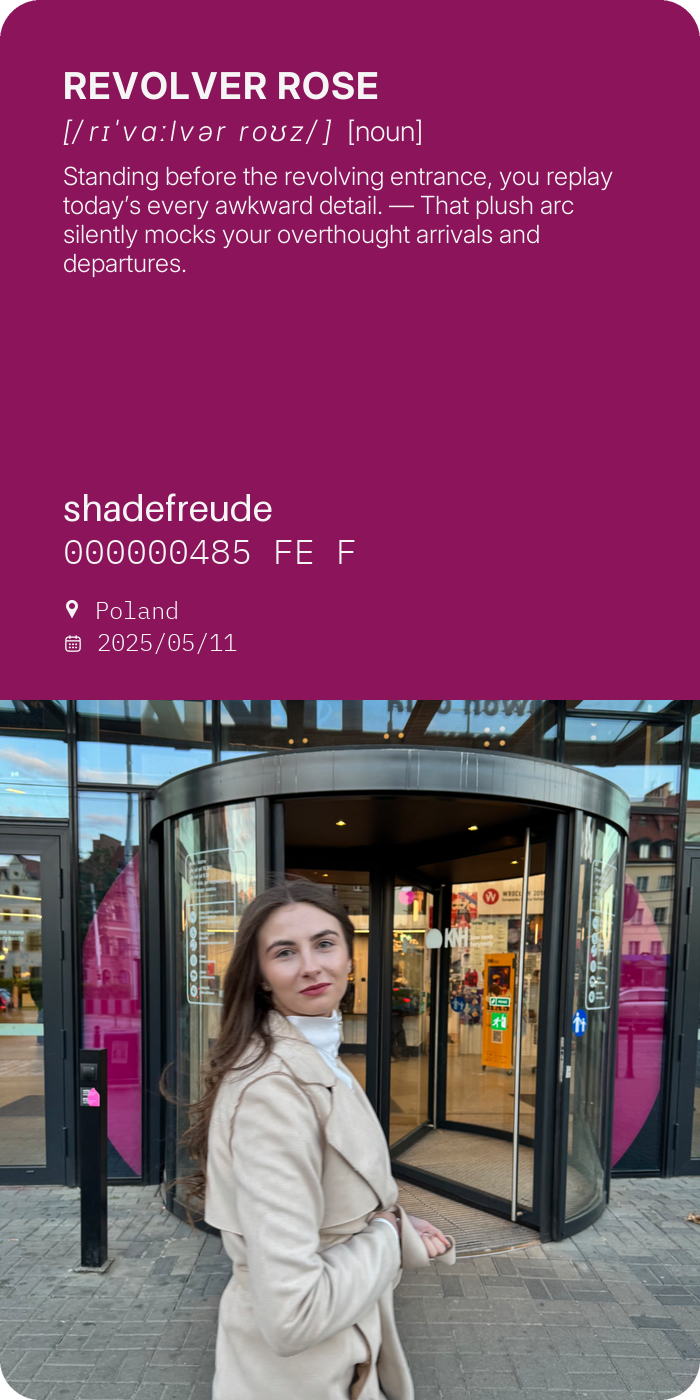 REVOLVER ROSE
[/rɪˈvɑːlvər roʊz/] [noun]
Standing before the revolving entrance, you replay
today’s every awkward detail. — That plush arc
silently mocks your overthought arrivals and
departures.
shadefreude
000000485 FE F
Poland
2025/05/11
KNH